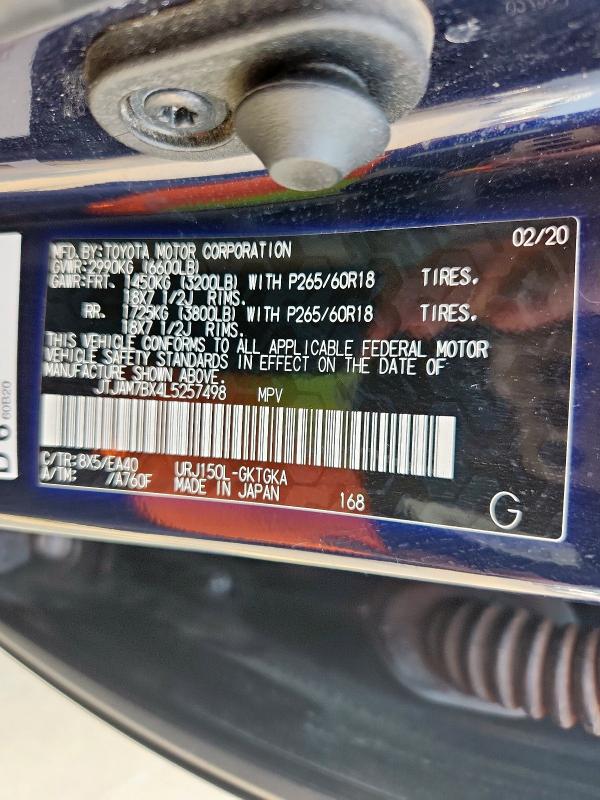 02/20
MFD. BY: TOYOTA MOTOR CORPORATION
GVWR: 2990KG (6600LB)
GAWR: FRT. 1450KG (3200LB) WITH P265/60R18 TIRES.
18X7 1/2J RIMS.
RR. 1725KG (3800LB) WITH P265/60R18 TIRES.
18X7 1/2J RIMS.
THIS VEHICLE CONFORMS TO ALL APPLICABLE FEDERAL MOTOR
VEHICLE SAFETY STANDARDS IN EFFECT ON THE DATE OF
MANUFACTURE SHOWN ABOVE.
JTJAM7BX4L5257498 MPV
C/TR: 8X5/EA40 URJ150L-GKTGKA
A/TM: /A760F MADE IN JAPAN 168
G
60B20